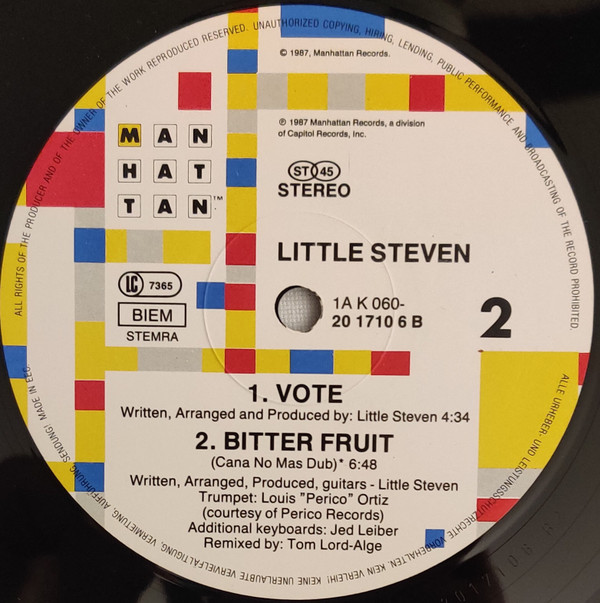 ALL RIGHTS OF THE PRODUCER AND OF THE OWNER OF THE WORK REPRODUCED RESERVED. UNAUTHORIZED COPYING, HIRING, LENDING, PUBLIC PERFORMANCE AND BROADCASTING OF THE RECORD PROHIBITED.
© 1987, Manhattan Records.
℗ 1987 Manhattan Records, a division
of Capitol Records, Inc.
MAN
HAT
TAN™
ST 45
STEREO
LITTLE STEVEN
LC 7365
BIEM
STEMRA
1A K 060-
20 1710 6 B
2
1. VOTE
Written, Arranged and Produced by: Little Steven 4:34
2. BITTER FRUIT
(Cana No Mas Dub)* 6:48
Written, Arranged, Produced, guitars - Little Steven
Trumpet: Louis "Perico" Ortiz
(courtesy of Perico Records)
Additional keyboards: Jed Leiber
Remixed by: Tom Lord-Alge
ALLE URHEBER- UND LEISTUNGSSCHUTZRECHTE VORBEHALTEN. KEIN VERLEIH! KEINE UNERLAUBTE VERVIELFÄLTIGUNG, VERMIETUNG, AUFFÜHRUNG, SENDUNG! MADE IN EEC.